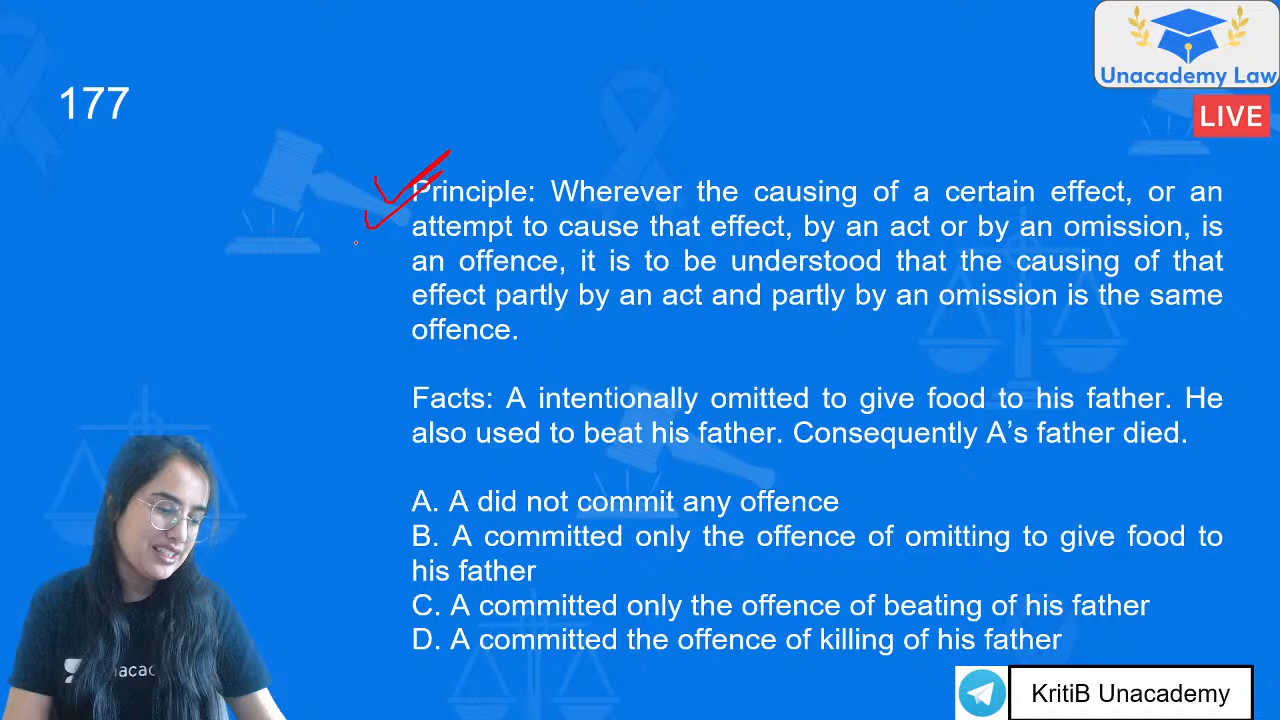 Unacademy Law
LIVE
177
Principle: Wherever the causing of a certain effect, or an
attempt to cause that effect, by an act or by an omission, is
an offence, it is to be understood that the causing of that
effect partly by an act and partly by an omission is the same
offence.
Facts: A intentionally omitted to give food to his father. He
also used to beat his father. Consequently A's father died.
A. A did not commit any offence
B. A committed only the offence of omitting to give food to
his father
C. A committed only the offence of beating of his father
D. A committed the offence of killing of his father
KritiB Unacademy